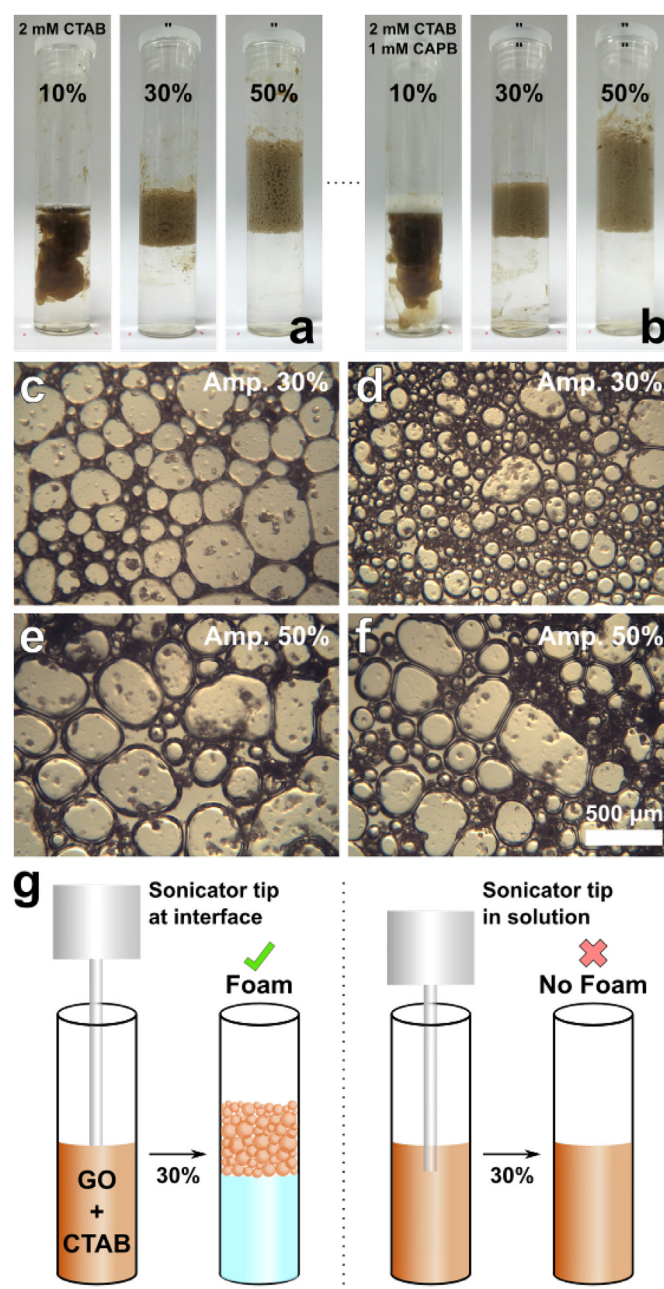 2 mM CTAB
"
"
10%
30%
50%
a
2 mM CTAB
1 mM CAPB
"
"
"
"
10%
30%
50%
b
c
Amp. 30%
d
Amp. 30%
e
Amp. 50%
f
Amp. 50%
500 µm
g
Sonicator tip
at interface
Foam
30%
GO
+
CTAB
Sonicator tip
in solution
No Foam
30%